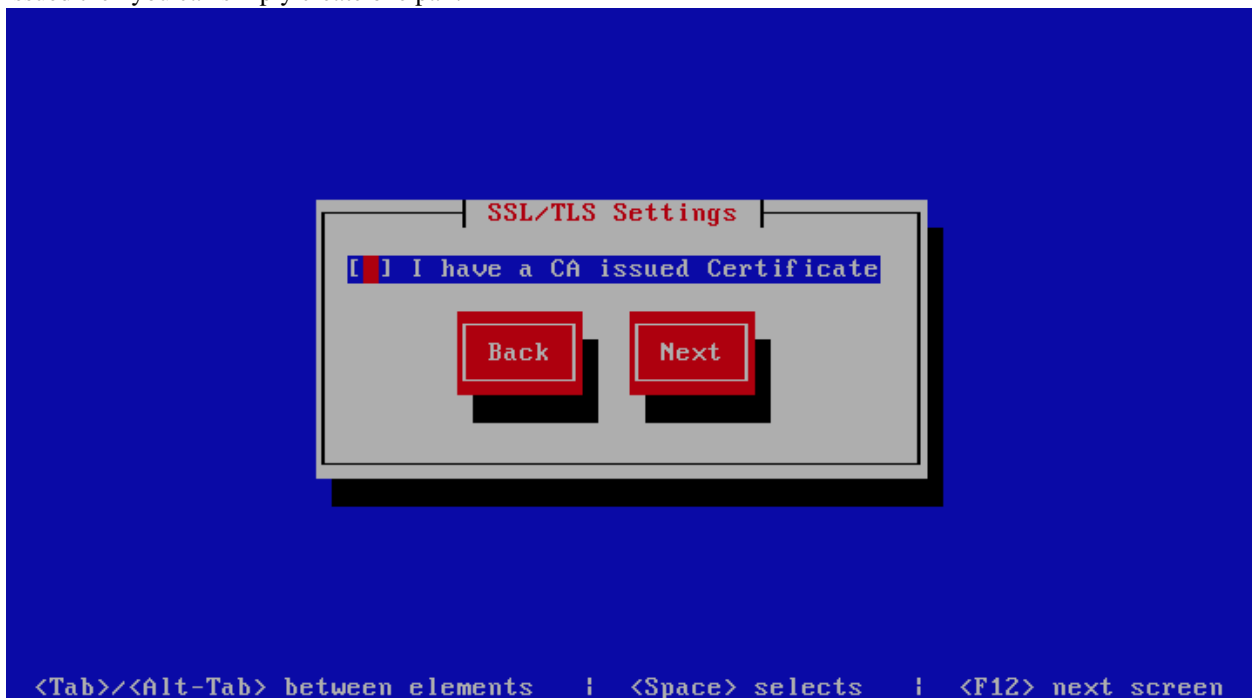 SSL/TLS Settings
[ ] I have a CA issued Certificate
Back Next
<Tab>/<Alt-Tab> between elements | <Space> selects | <F12> next screen